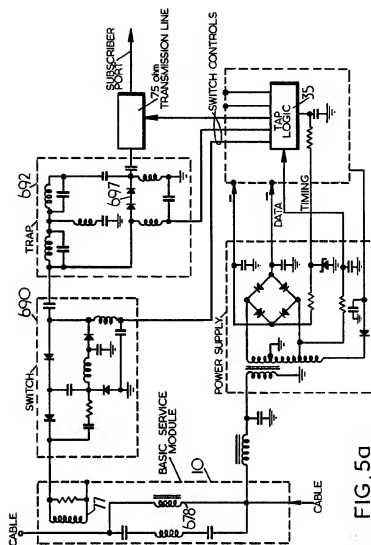 SUBSCRIBER
PORT
75 ohm
TRANSMISSION LINE
692
TRAP
697
690
SWITCH
SWITCH CONTROLS
TAP
LOGIC
35
DATA
TIMING
POWER SUPPLY
BASIC SERVICE
MODULE
10
77
678
CABLE
CABLE
FIG. 5a